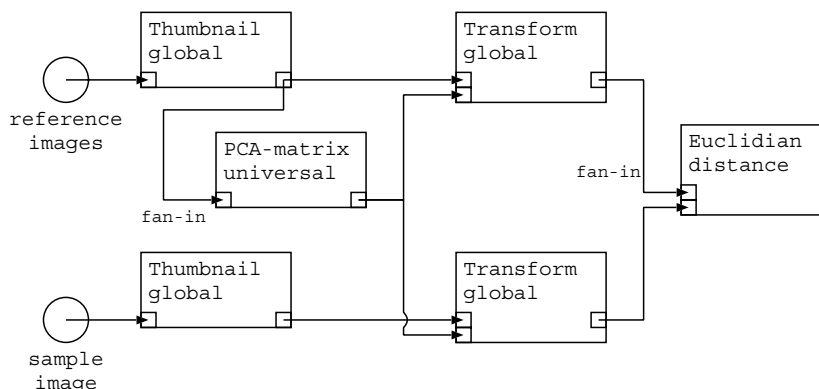 Thumbnail
global
Transform
global
reference
images
PCA-matrix
universal
fan-in
Euclidian
distance
fan-in
Thumbnail
global
Transform
global
sample
image